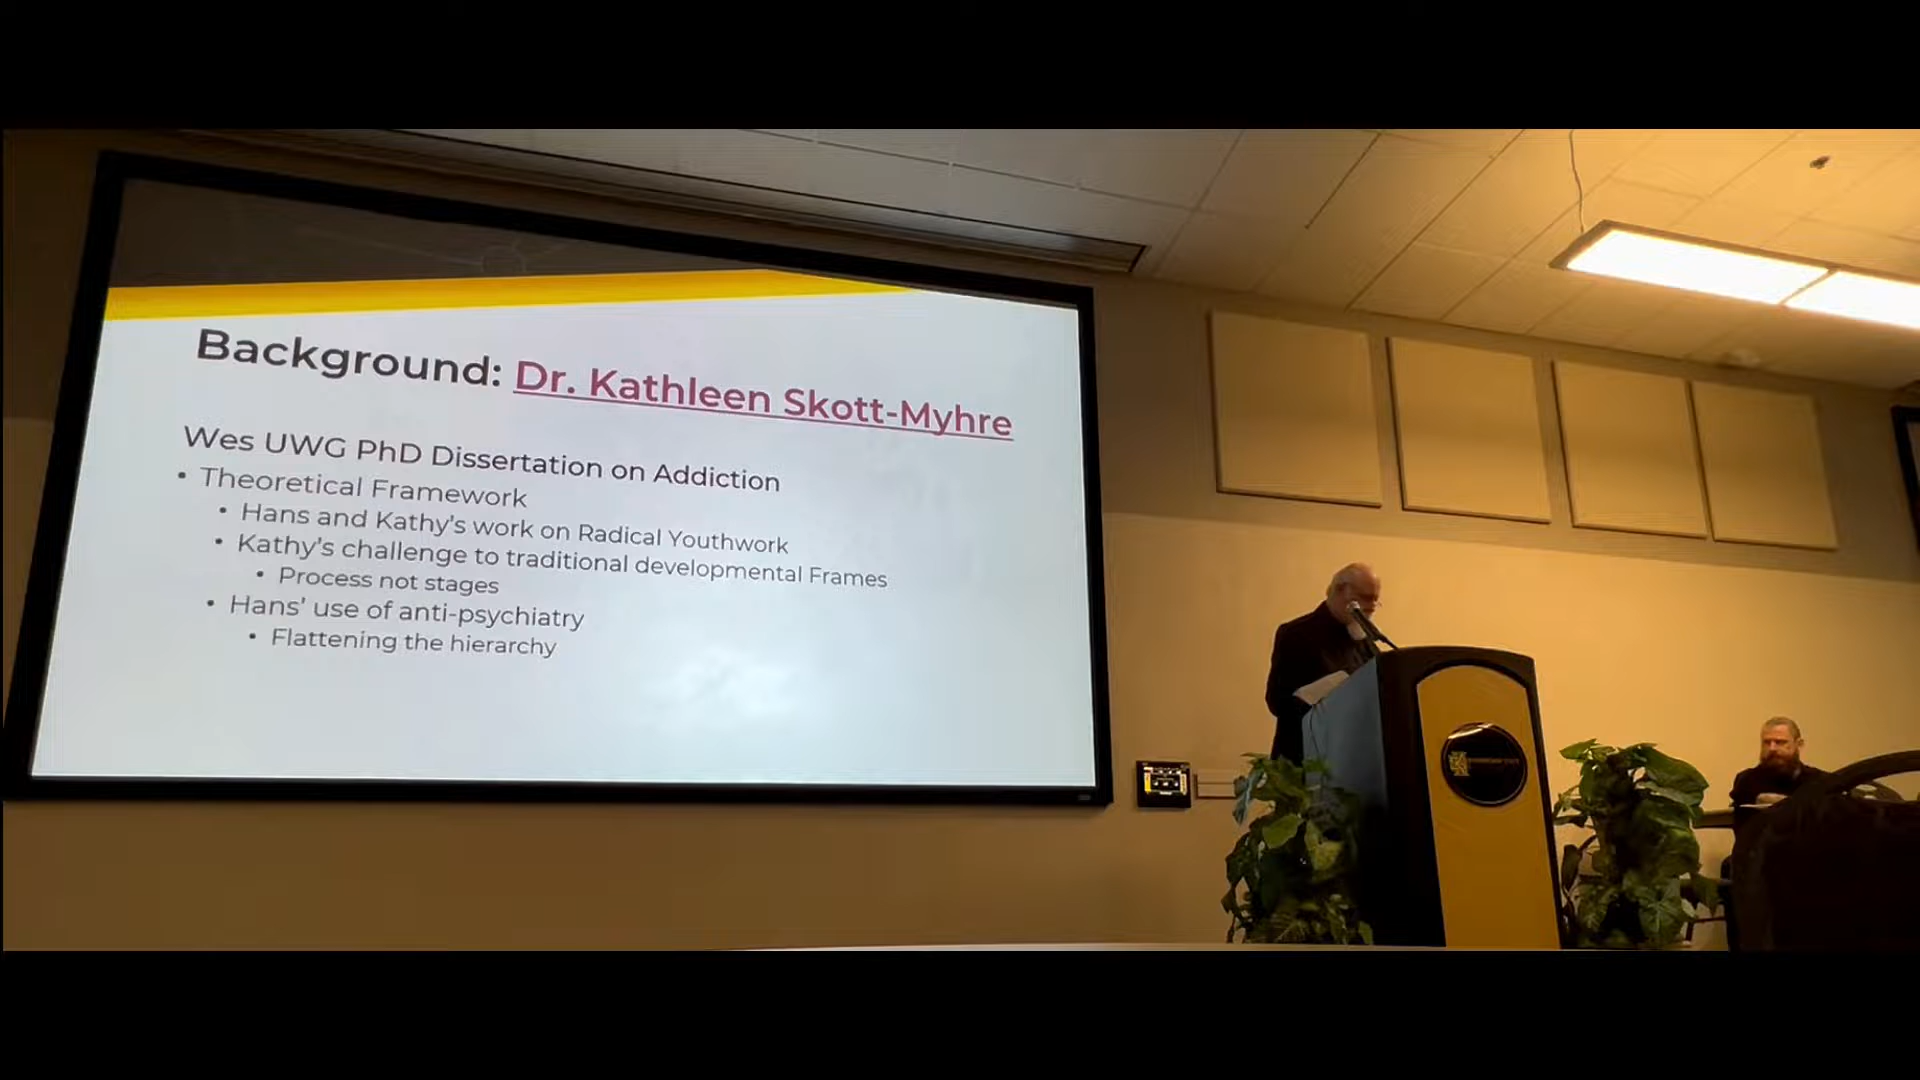 Background: Dr. Kathleen Skott-Myhre
Wes UWG PhD Dissertation on Addiction
• Theoretical Framework
• Hans and Kathy's work on Radical Youthwork
• Kathy's challenge to traditional developmental Frames
• Process not stages
• Hans' use of anti-psychiatry
• Flattening the hierarchy